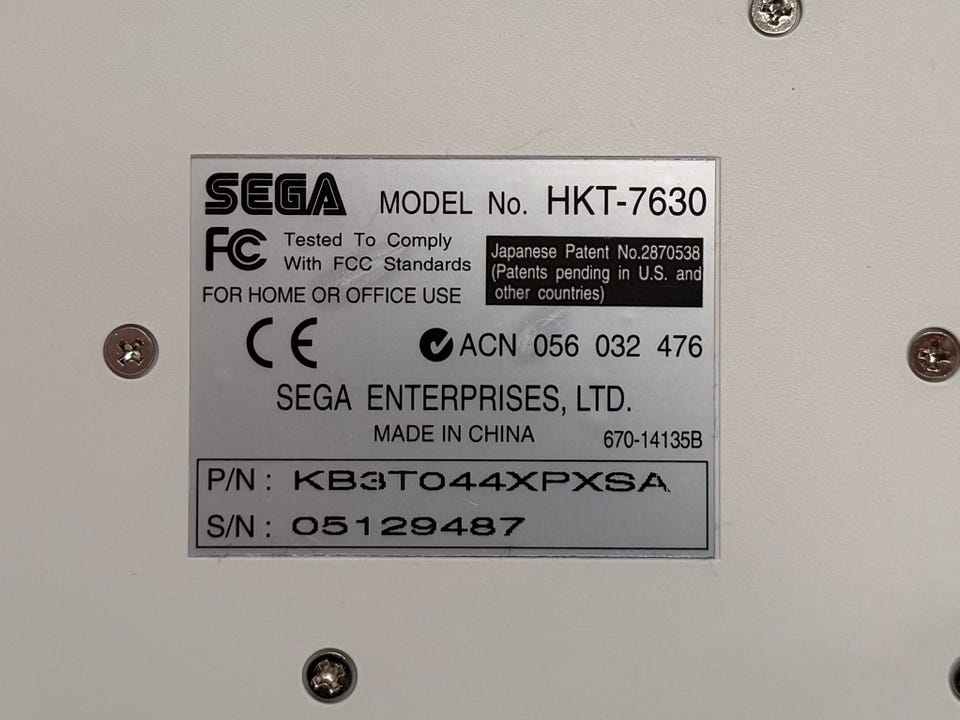 SEGA MODEL No. HKT-7630
FC Tested To Comply
With FCC Standards
FOR HOME OR OFFICE USE
Japanese Patent No.2870538
(Patents pending in U.S. and
other countries)
CE ACN 056 032 476
SEGA ENTERPRISES, LTD.
MADE IN CHINA 670-14135B
P/N : KB3T044XPXSA
S/N : 05129487